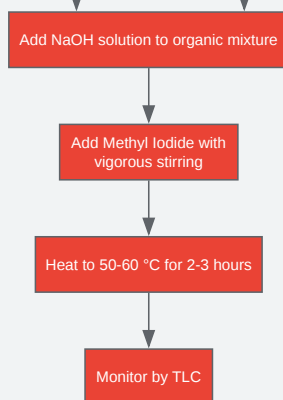 Add NaOH solution to organic mixture
Add Methyl Iodide with
vigorous stirring
Heat to 50-60 °C for 2-3 hours
Monitor by TLC